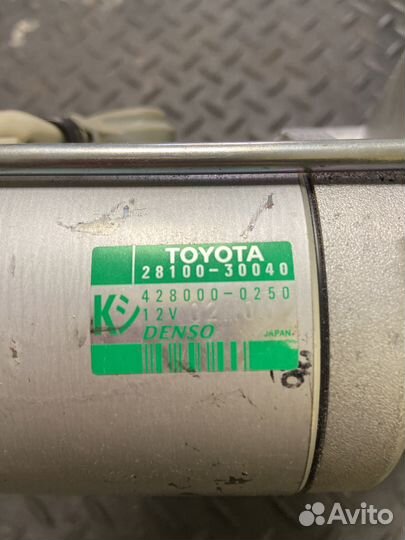 TOYOTA
28100-30040
K 428000-0250
12V
DENSO
JAPAN
Avito